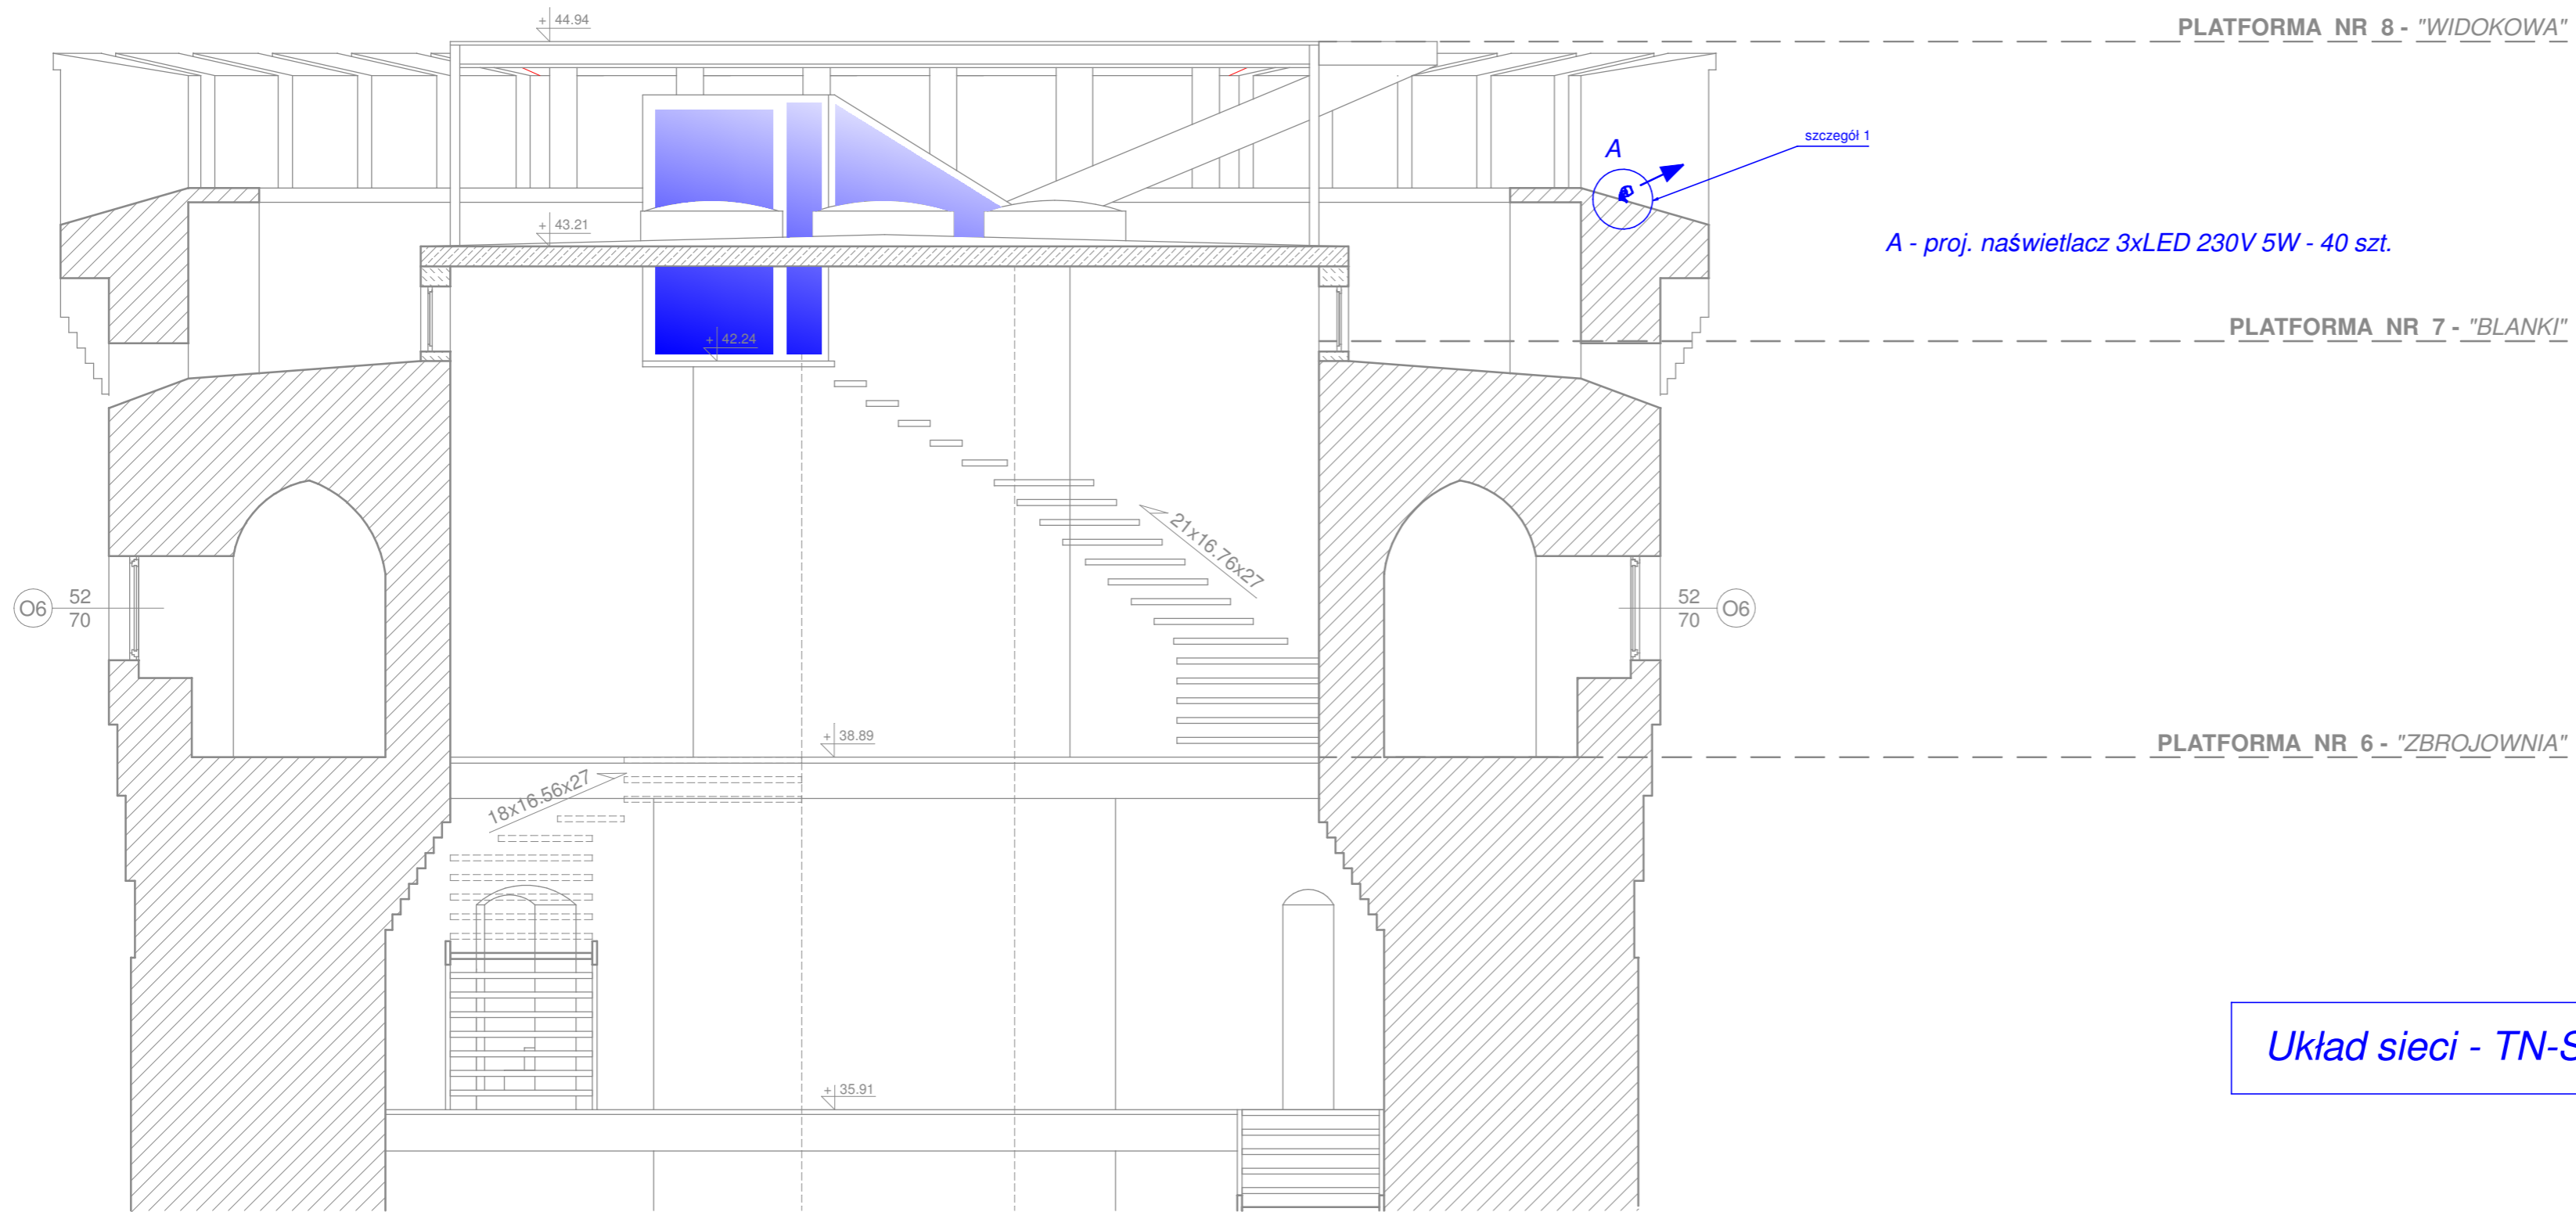 + 44.94
PLATFORMA NR 8 - "WIDOKOWA"
szczegół 1
A
+ 43.21
A - proj. naświetlacz 3xLED 230V 5W - 40 szt.
PLATFORMA NR 7 - "BLANKI"
+ 42.24
21x16.76x27
O6
52
70
52
70
O6
+ 38.89
PLATFORMA NR 6 - "ZBROJOWNIA"
18x16.56x27
Układ sieci - TN-S
+ 35.91